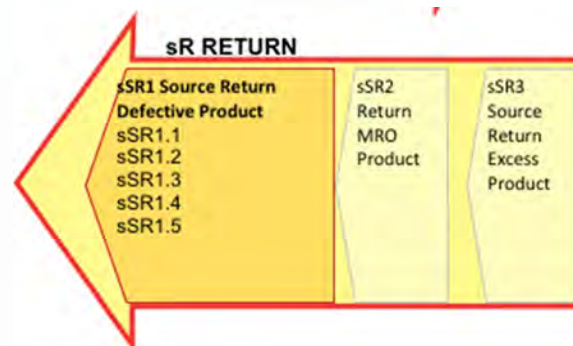 sR RETURN
sSR1 Source Return
Defective Product
sSR1.1
sSR1.2
sSR1.3
sSR1.4
sSR1.5
sSR2
Return
MRO
Product
sSR3
Source
Return
Excess
Product